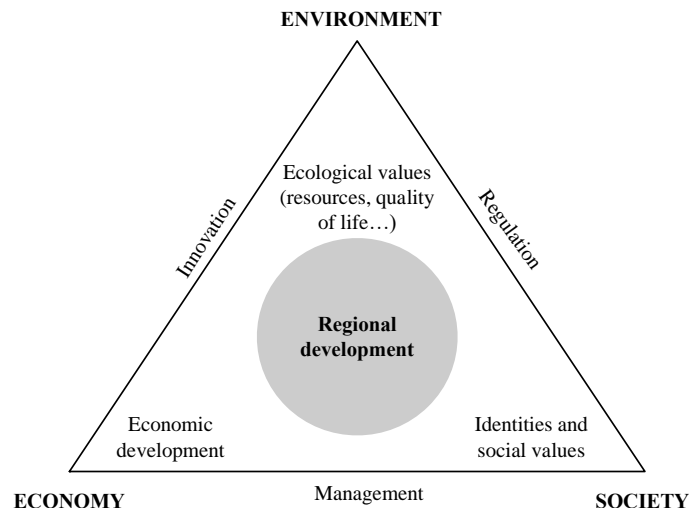 ENVIRONMENT
Ecological values
(resources, quality
of life…)
Innovation
Regulation
Regional
development
Economic
development
Identities and
social values
ECONOMY
Management
SOCIETY